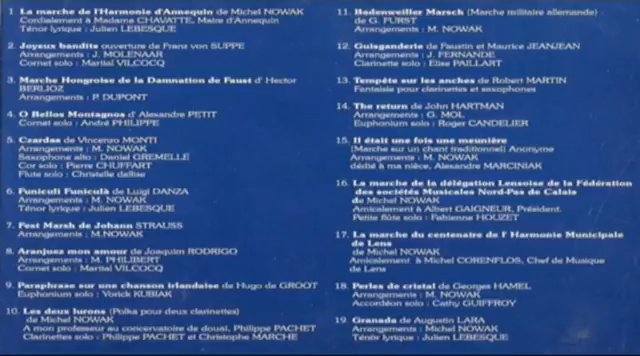 1. La marche de l'Harmonie d'Annequin de Michel NOWAK
Cordialement à Madame CHAVATTE, Maire d'Annequin
Ténor lyrique : Julien LEBESQUE
2. Joyeux bandits ouverture de Frans von SUPPE
Arrangements : J. MOLENAAR
Cornet solo : Martial VILCOCQ
3. Marche Hongroise de la Damnation de Faust d' Hector
BERLIOZ
Arrangements : P. DUPONT
4. O Bellos Montagnos d' Alexandre PETIT
Cornet solo : André PHILIPPE
5. Czardas de Vincenzo MONTI
Arrangements : M. NOWAK
Saxophone alto : Daniel GREMELLE
Cor solo : Pierre CHUFFART
Flute solo : Christelle
6. Funiculi Funiculà de Luigi DANZA
Arrangements : M. NOWAK
Ténor lyrique : Julien LEBESQUE
7. Fest Marsh de Johann STRAUSS
Arrangements : M.NOWAK
8. Aranjuez mon amour de Joaquim RODRIGO
Arrangements : M. PHILIBERT
Cornet solo : Martial VILCOCQ
9. Paraphrase sur une chanson irlandaise de Hugo de GROOT
Euphonium solo : Yorick KUBIAK
10. Les deux lurons (Polka pour deux clarinettes)
de Michel NOWAK
A mon professeur au concervatoire de douai, Philippe PACHET
Clarinettes solo : Philippe PACHET et Christophe MARCHE
11. Badenweiller Marsch (Marche militaire allemande)
de G. FURST
Arrangements : M. NOWAK
12. Guisganderie de Faustin et Maurice JEANJEAN
Arrangements : J. FERNANDE
Clarinette solo : Elise PAILLART
13. Tempête sur les anches de Robert MARTIN
Fantaisie pour clarinettes et saxophones
14. The return de John HARTMAN
Arrangements : G. MOL
Euphonium solo : Roger CANDELIER
15. Il était une fois une meunière
(Marche sur un chant traditionnel) Anonyme
Arrangements : M. NOWAK
dédié à ma nièce, Alexandre MARCINIAK
16. La marche de la délégation Lensoise de la Fédération
des sociétés Musicales Nord-Pas de Calais
de Michel NOWAK
Amicalement à Albert GAIGNEUR, Président.
Petite flûte solo : Fabienne HOUZET
17. La marche du centenaire de l' Harmonie Municipale
de Lens
de Michel NOWAK
Amicalement à Michel CORENFLOS, Chef de Musique
de Lens
18. Perles de cristal de Georges HAMEL
Arrangements : M. NOWAK
Accordéon solo : Cathy GUIFFROY
19. Granada de Augustin LARA
Arrangements : Michel NOWAK
Ténor lyrique : Julien LEBESQUE